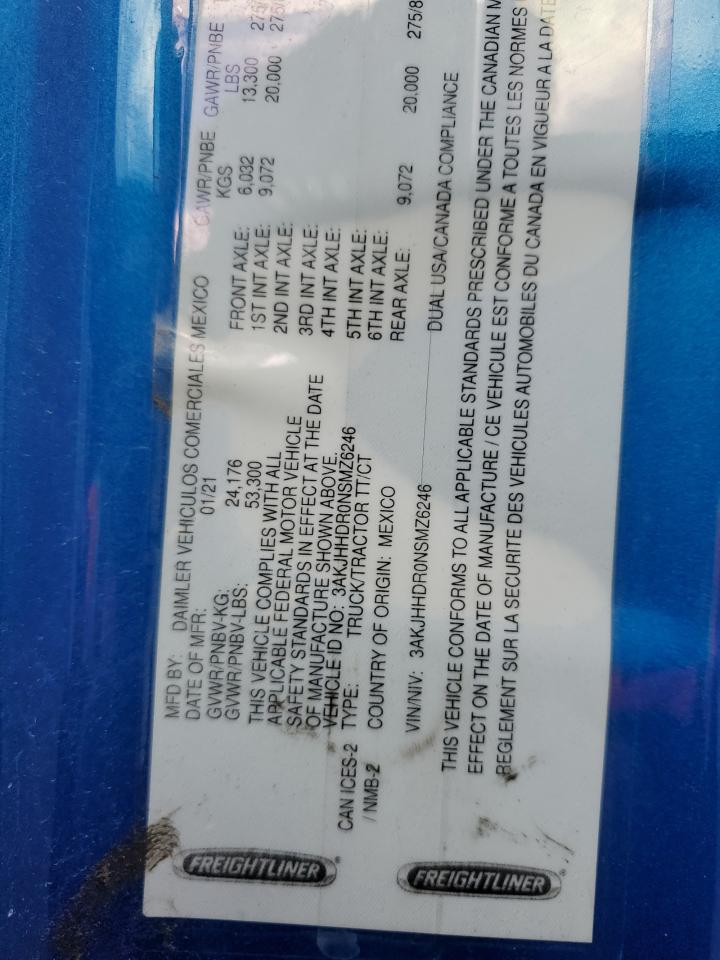 FREIGHTLINER
MFD BY: DAIMLER VEHICULOS COMERCIALES MEXICO
DATE OF MFR: 01/21
GVWR/PNBV-KG: 24,176
GVWR/PNBV-LBS: 53,300
THIS VEHICLE COMPLIES WITH ALL
APPLICABLE FEDERAL MOTOR VEHICLE
SAFETY STANDARDS IN EFFECT AT THE DATE
OF MANUFACTURE SHOWN ABOVE.
VEHICLE ID NO: 3AKJHHDR0NSMZ6246
CAN ICES-2 TYPE: TRUCK/TRACTOR TT/CT
/ NMB-2 COUNTRY OF ORIGIN: MEXICO
GAWR/PNBE GAWR/PNBE
KGS LBS
FRONT AXLE: 6,032 13,300 275/
1ST INT AXLE: 9,072 20,000 275/
2ND INT AXLE:
3RD INT AXLE:
4TH INT AXLE:
5TH INT AXLE:
6TH INT AXLE:
REAR AXLE: 9,072 20,000 275/8
FREIGHTLINER
VIN/NIV: 3AKJHHDR0NSMZ6246 DUAL USA/CANADA COMPLIANCE
THIS VEHICLE CONFORMS TO ALL APPLICABLE STANDARDS PRESCRIBED UNDER THE CANADIAN M
EFFECT ON THE DATE OF MANUFACTURE / CE VEHICULE EST CONFORME A TOUTES LES NORMES
REGLEMENT SUR LA SECURITE DES VEHICULES AUTOMOBILES DU CANADA EN VIGUEUR A LA DATE